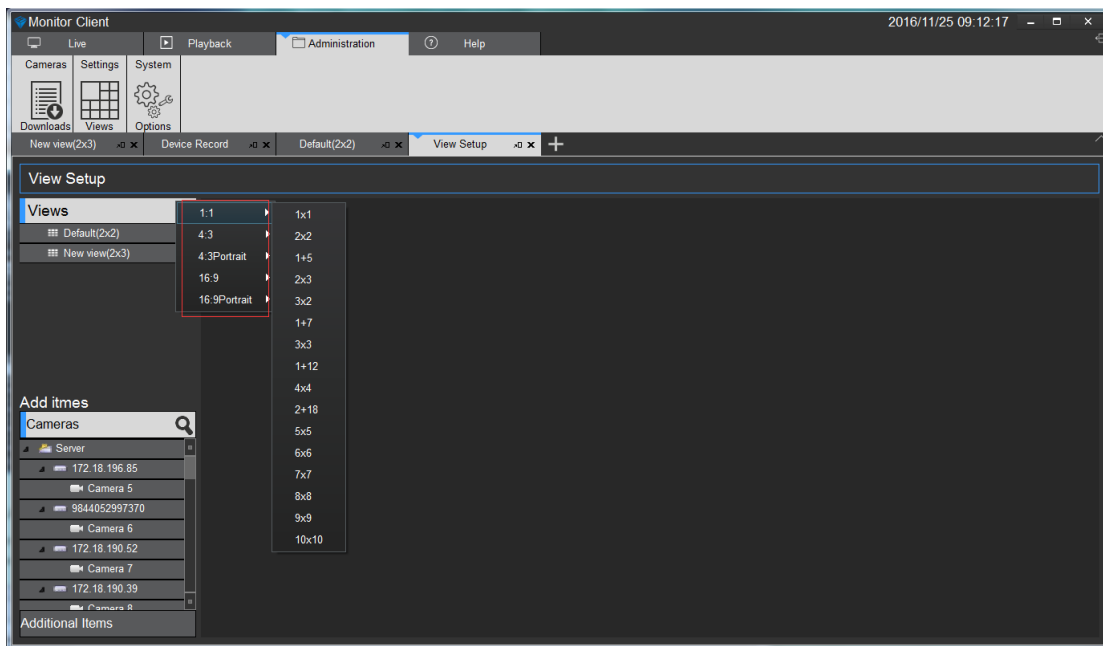 Monitor Client 2016/11/25 09:12:17
Live Playback Administration Help
Cameras Settings System
Downloads Views Options
New view(2x3) Device Record Default(2x2) View Setup
View Setup
Views
Default(2x2)
New view(2x3)
1:1
4:3
4:3Portrait
16:9
16:9Portrait
1x1
2x2
1+5
2x3
3x2
1+7
3x3
1+12
4x4
2+18
5x5
6x6
7x7
8x8
9x9
10x10
Add itmes
Cameras
Server
172.18.196.85
Camera 5
9844052997370
Camera 6
172.18.190.52
Camera 7
172.18.190.39
Camera 8
Additional Items